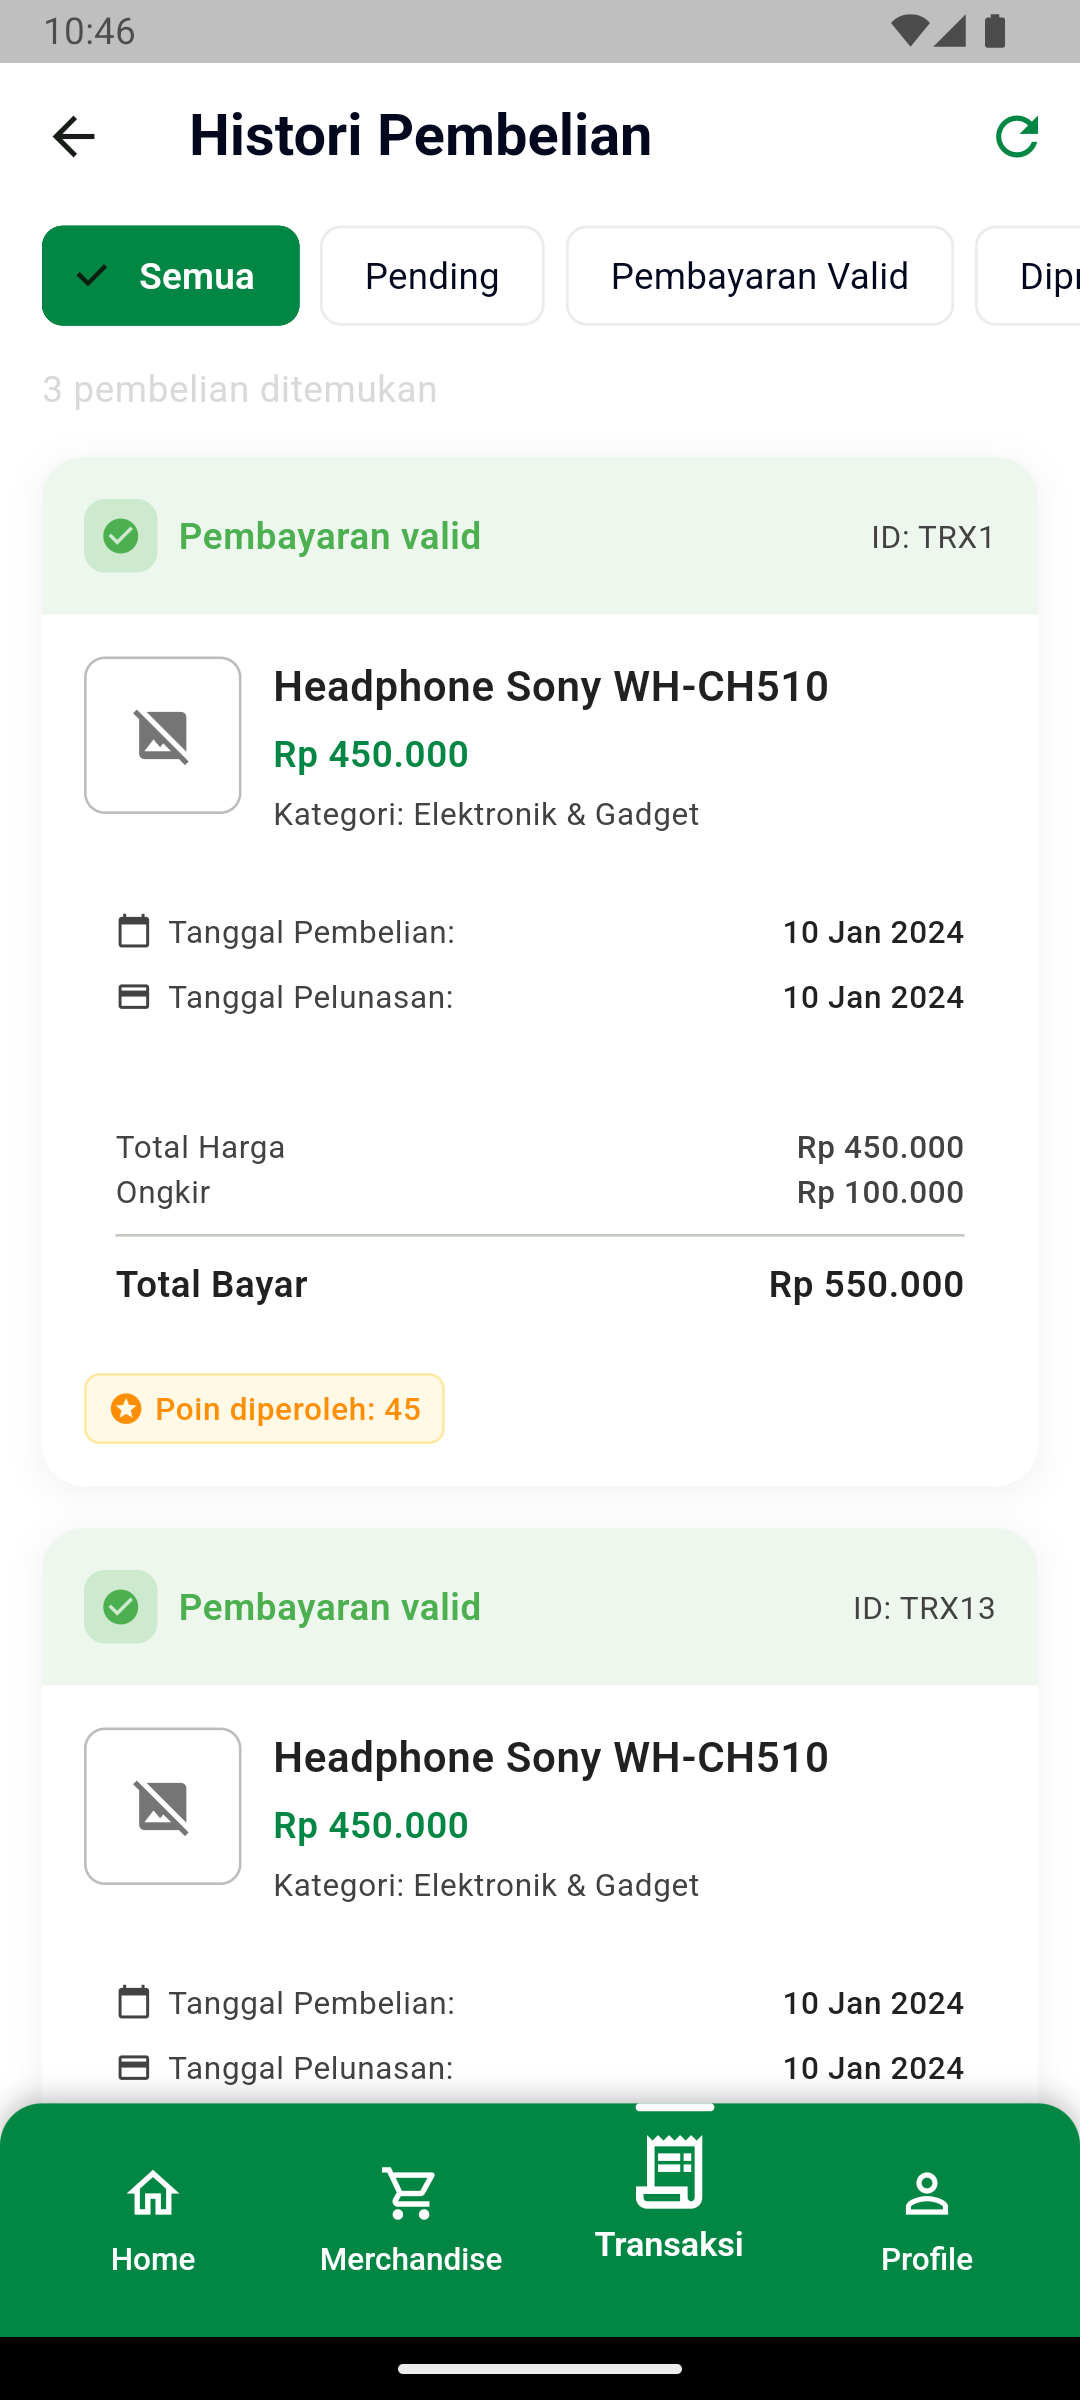 10:46
Histori Pembelian
Semua
Pending
Pembayaran Valid
Dipr
3 pembelian ditemukan
Pembayaran valid
ID: TRX1
Headphone Sony WH-CH510
Rp 450.000
Kategori: Elektronik & Gadget
Tanggal Pembelian: 10 Jan 2024
Tanggal Pelunasan: 10 Jan 2024
Total Harga Rp 450.000
Ongkir Rp 100.000
Total Bayar Rp 550.000
Poin diperoleh: 45
Pembayaran valid
ID: TRX13
Headphone Sony WH-CH510
Rp 450.000
Kategori: Elektronik & Gadget
Tanggal Pembelian: 10 Jan 2024
Tanggal Pelunasan: 10 Jan 2024
Home
Merchandise
Transaksi
Profile